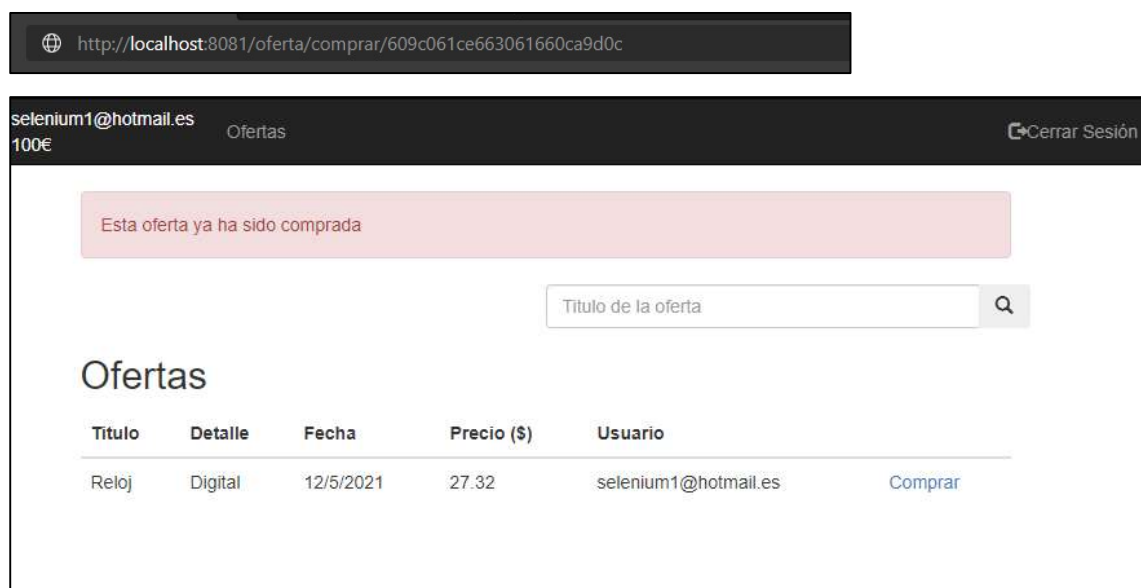 http://localhost:8081/oferta/comprar/609c061ce663061660ca9d0c
selenium1@hotmail.es
100€
Ofertas
Cerrar Sesión
Esta oferta ya ha sido comprada
Titulo de la oferta
Ofertas
Título Detalle Fecha Precio ($) Usuario
Reloj Digital 12/5/2021 27.32 selenium1@hotmail.es Comprar